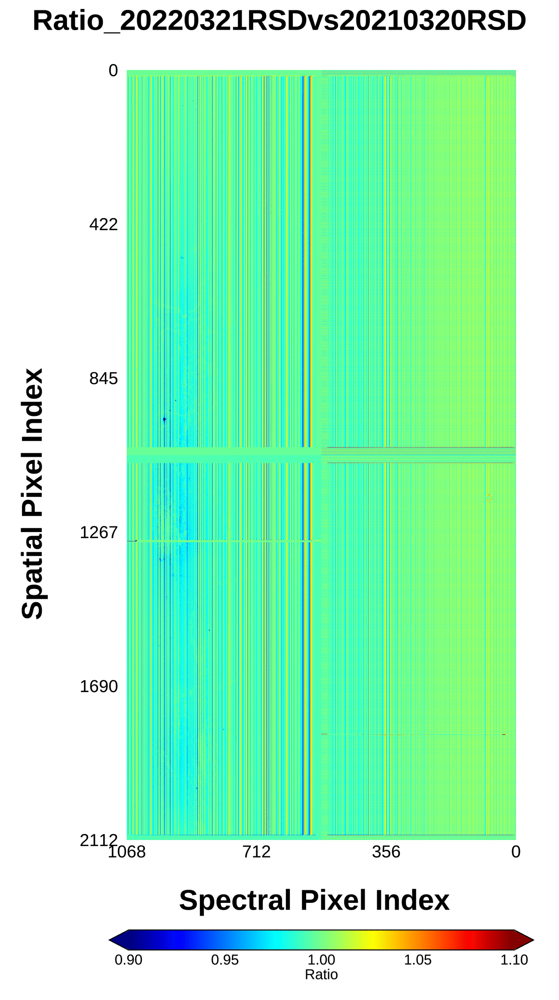 Ratio_20220321RSDvs20210320RSD
0
422
845
1267
1690
2112
Spatial Pixel Index
1068 712 356 0
Spectral Pixel Index
0.90 0.95 1.00 1.05 1.10
Ratio